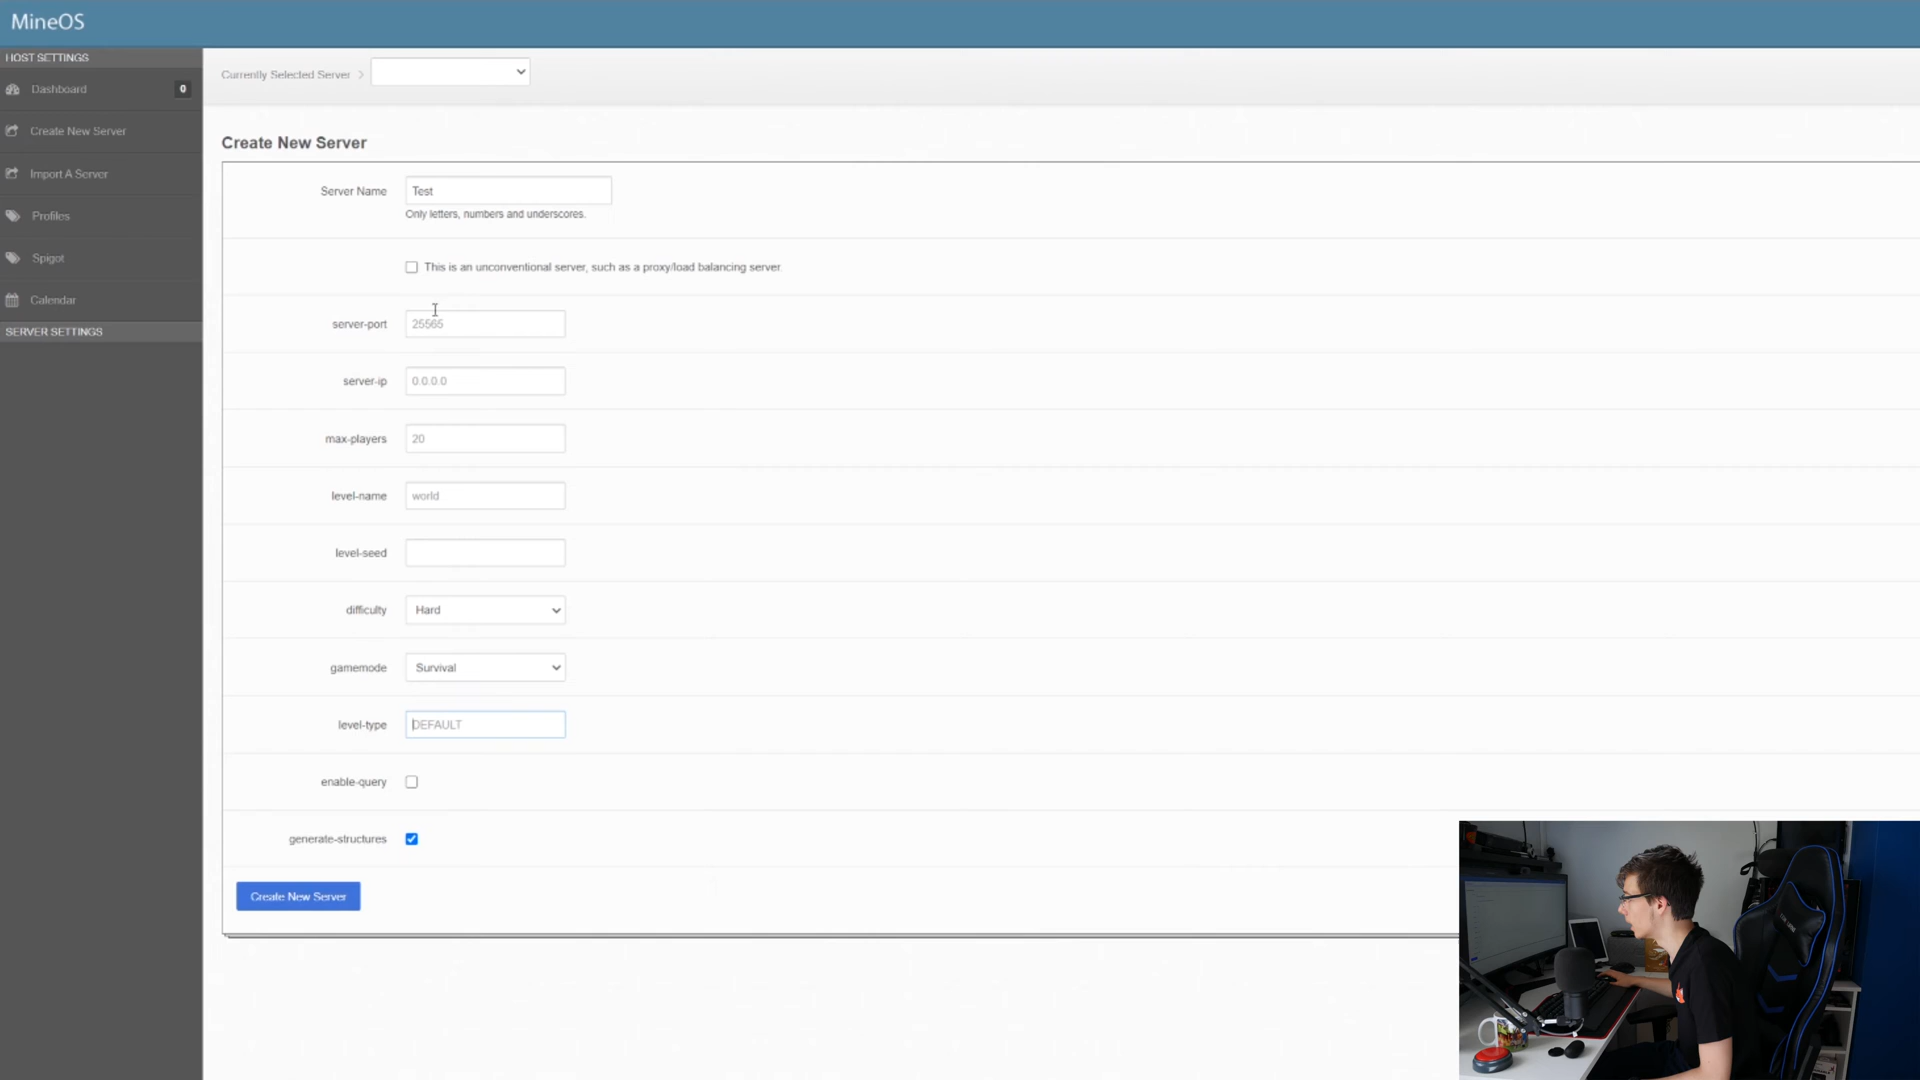 MineOS
HOST SETTINGS
Dashboard 0
Create New Server
Import A Server
Profiles
Spigot
Calendar
SERVER SETTINGS
Currently Selected Server >
Create New Server
Server Name Test
Only letters, numbers and underscores.
This is an unconventional server, such as a proxy/load balancing server.
server-port 25565
server-ip 0.0.0.0
max-players 20
level-name world
level-seed
difficulty Hard
gamemode Survival
level-type DEFAULT
enable-query
generate-structures
Create New Server